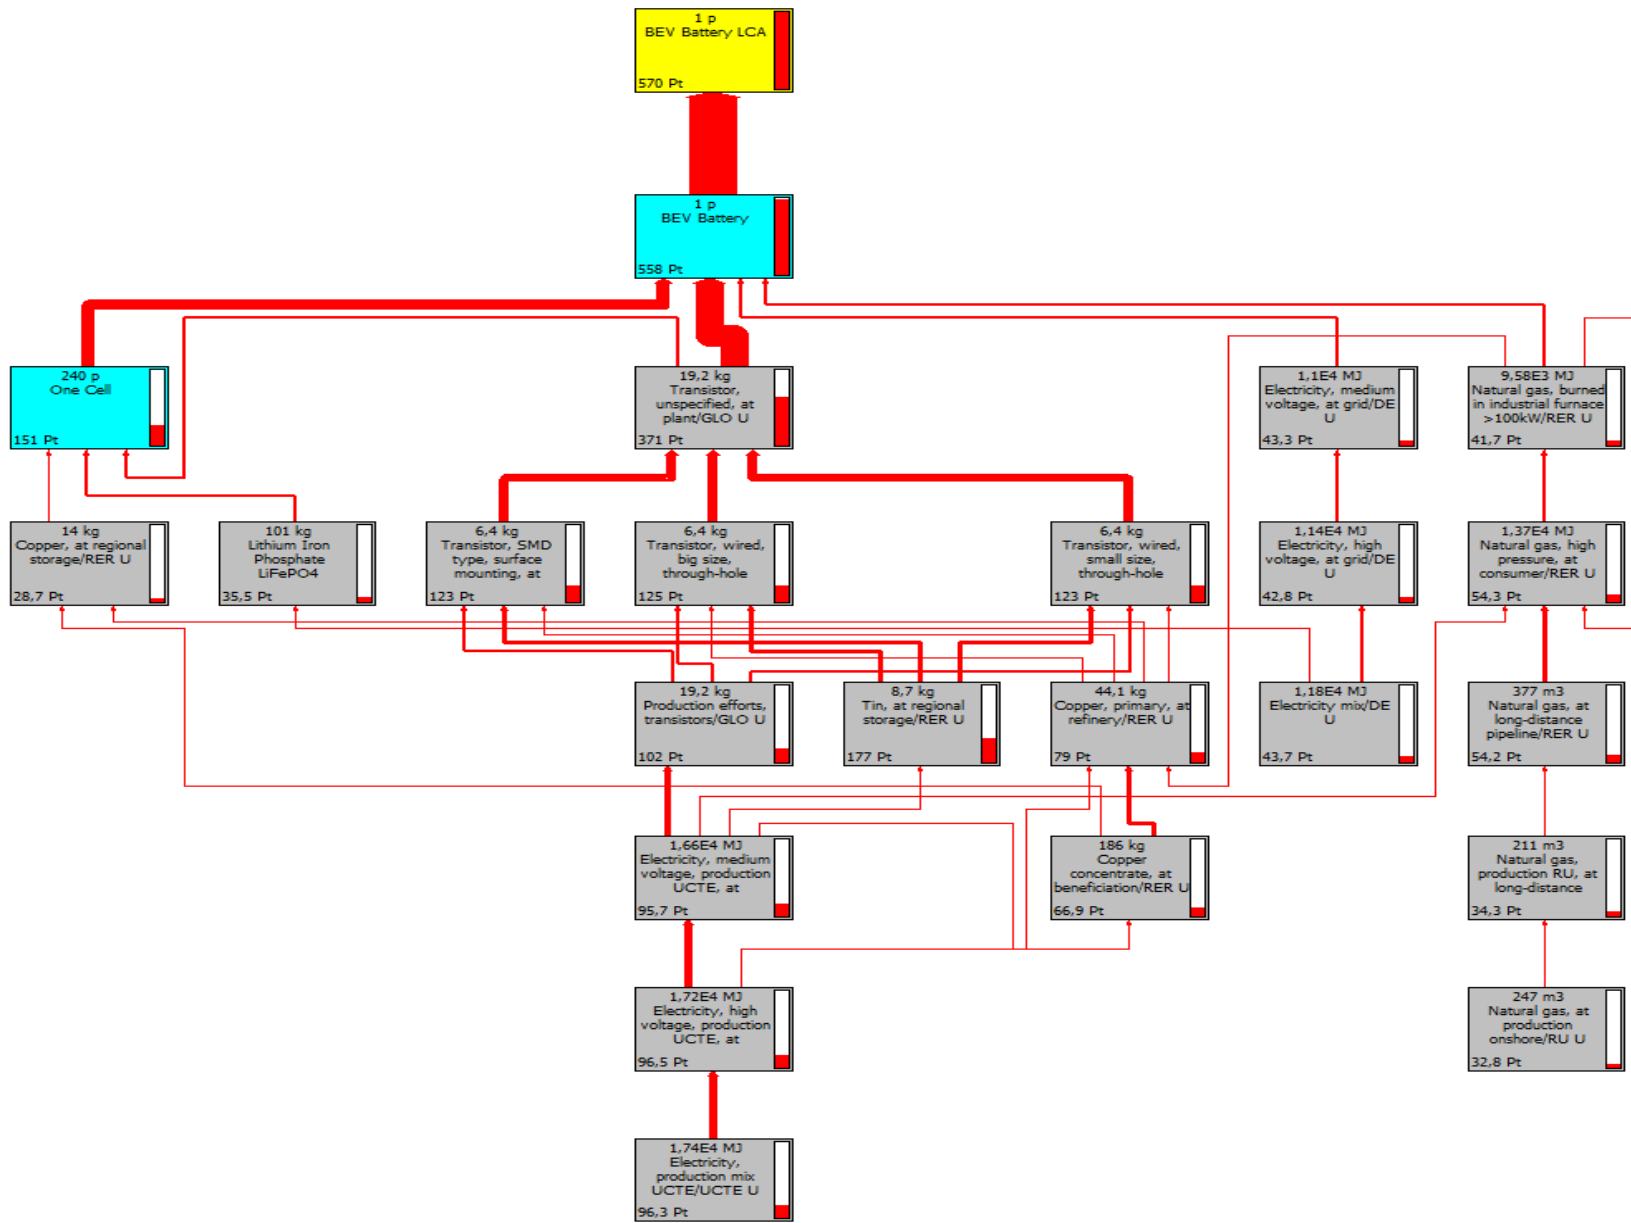 1 p
BEV Battery LCA
570 Pt
1 p
BEV Battery
558 Pt
240 p
One Cell
151 Pt
19,2 kg
Transistor,
unspecified, at
plant/GLO U
371 Pt
1,1E4 MJ
Electricity, medium
voltage, at grid/DE
U
43,3 Pt
9,58E3 MJ
Natural gas, burned
in industrial furnace
>100kW/RER U
41,7 Pt
14 kg
Copper, at regional
storage/RER U
28,7 Pt
101 kg
Lithium Iron
Phosphate
LiFePO4
35,5 Pt
6,4 kg
Transistor, SMD
type, surface
mounting, at
123 Pt
6,4 kg
Transistor, wired,
big size,
through-hole
125 Pt
6,4 kg
Transistor, wired,
small size,
through-hole
123 Pt
1,14E4 MJ
Electricity, high
voltage, at grid/DE
U
42,8 Pt
1,37E4 MJ
Natural gas, high
pressure, at
consumer/RER U
54,3 Pt
19,2 kg
Production efforts,
transistors/GLO U
102 Pt
8,7 kg
Tin, at regional
storage/RER U
177 Pt
44,1 kg
Copper, primary, at
refinery/RER U
79 Pt
1,18E4 MJ
Electricity mix/DE
U
43,7 Pt
377 m3
Natural gas, at
long-distance
pipeline/RER U
54,2 Pt
1,66E4 MJ
Electricity, medium
voltage, production
UCTE, at
95,7 Pt
186 kg
Copper
concentrate, at
beneficiation/RER U
66,9 Pt
211 m3
Natural gas,
production RU, at
long-distance
34,3 Pt
1,72E4 MJ
Electricity, high
voltage, production
UCTE, at
96,5 Pt
247 m3
Natural gas, at
production
onshore/RU U
32,8 Pt
1,74E4 MJ
Electricity,
production mix
UCTE/UCTE U
96,3 Pt